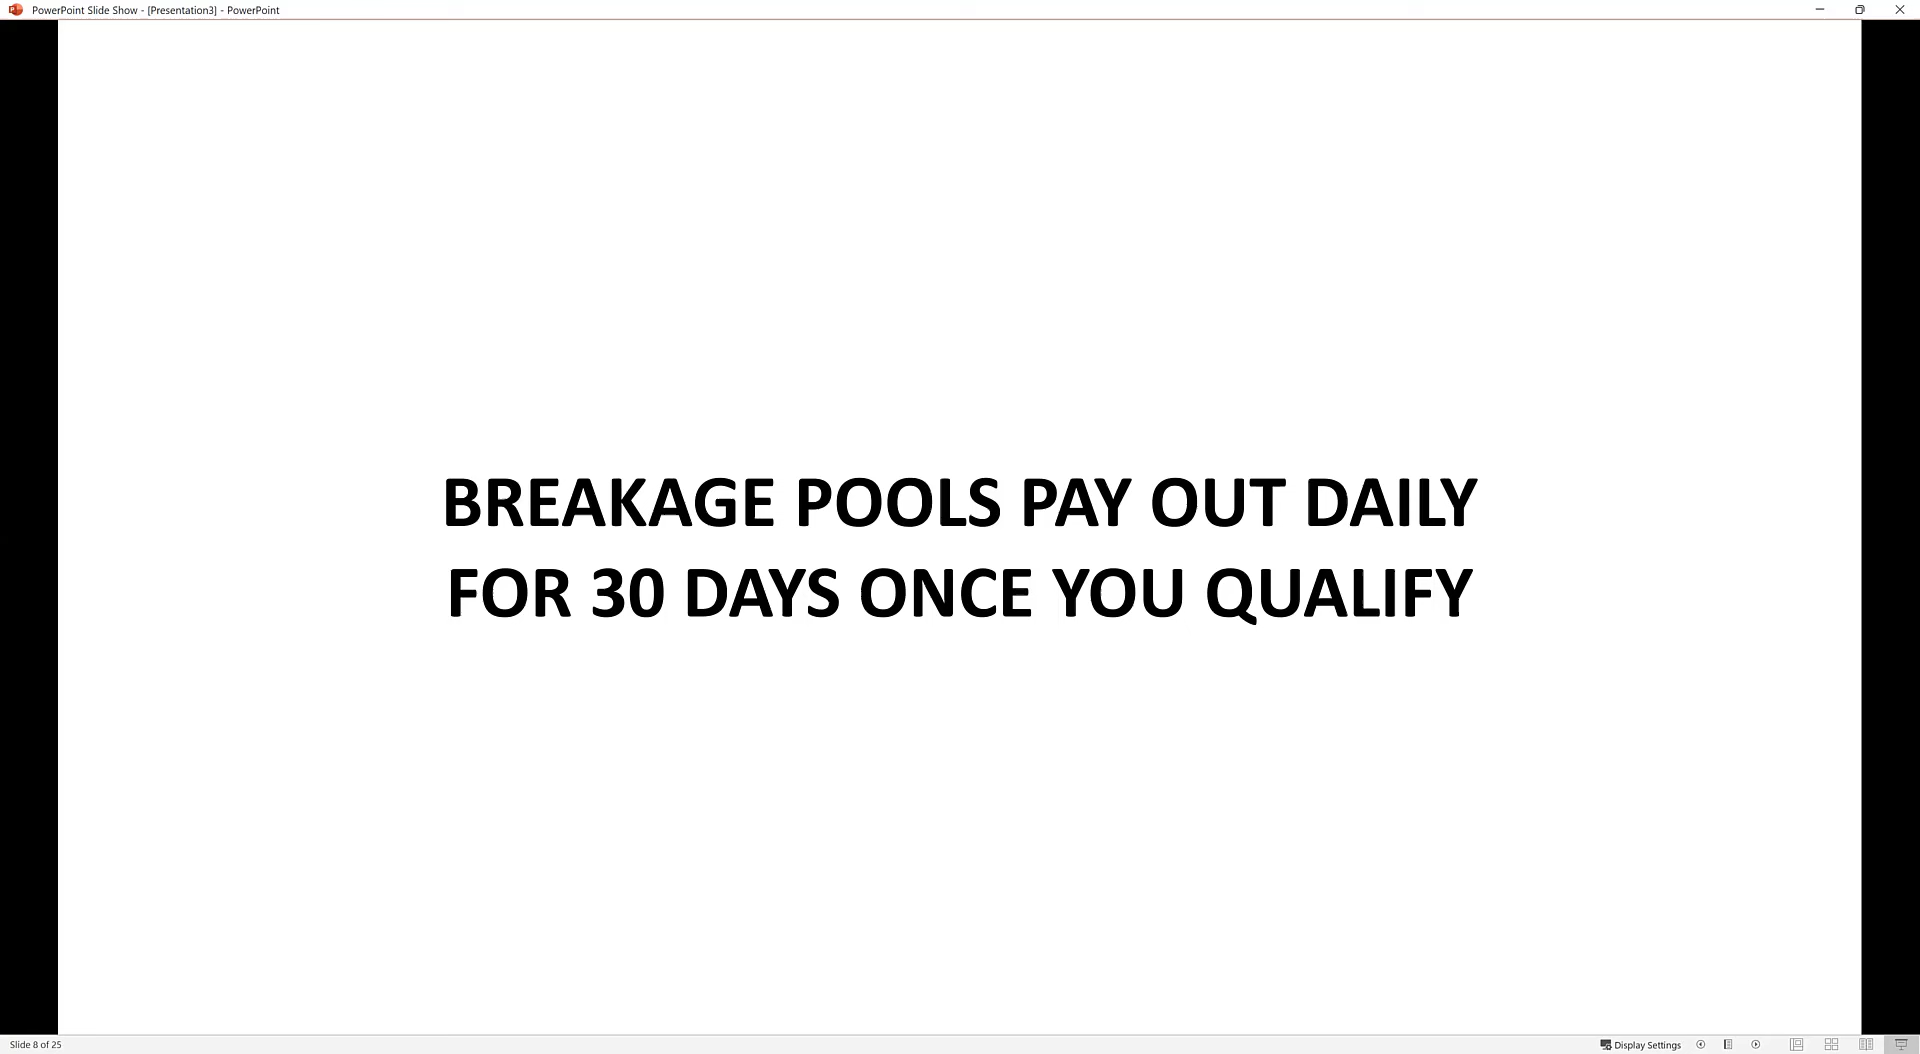 PowerPoint Slide Show - [Presentation3] - PowerPoint
BREAKAGE POOLS PAY OUT DAILY
FOR 30 DAYS ONCE YOU QUALIFY
Slide 8 of 25
Display Settings